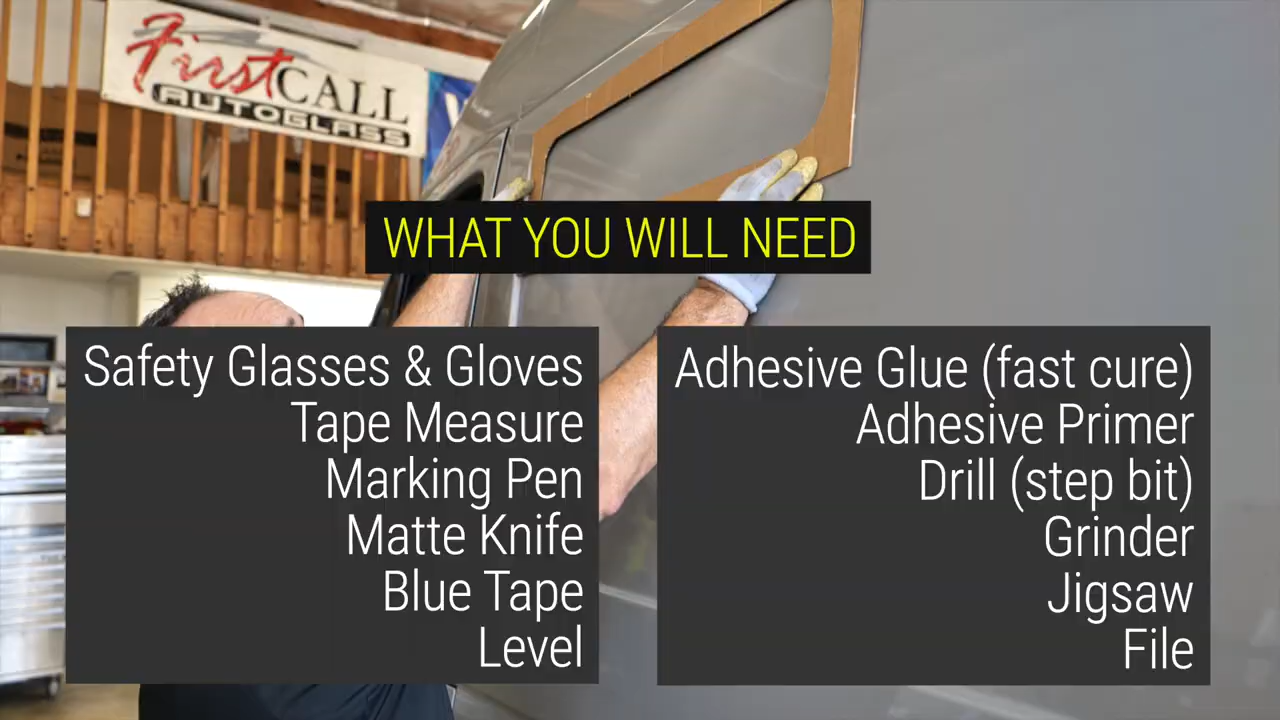 First CALL
AUTOGLASS
WHAT YOU WILL NEED
Safety Glasses & Gloves
Tape Measure
Marking Pen
Matte Knife
Blue Tape
Level
Adhesive Glue (fast cure)
Adhesive Primer
Drill (step bit)
Grinder
Jigsaw
File